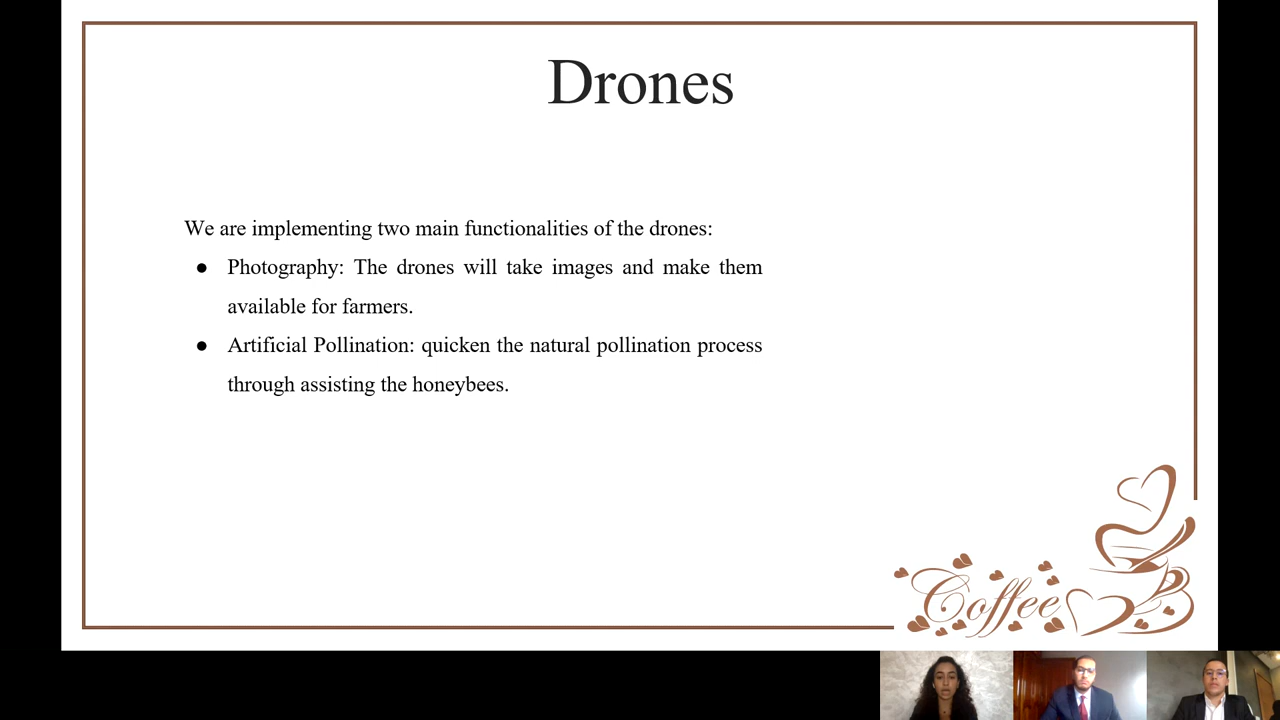 Drones
We are implementing two main functionalities of the drones:
● Photography: The drones will take images and make them
available for farmers.
● Artificial Pollination: quicken the natural pollination process
through assisting the honeybees.
Coffee